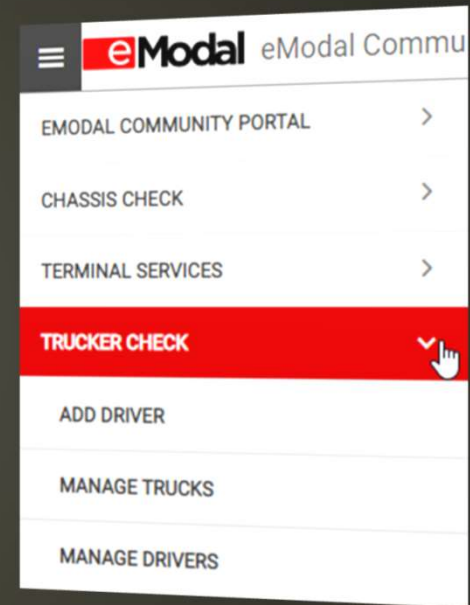 eModal eModal Commu
EMODAL COMMUNITY PORTAL
CHASSIS CHECK
TERMINAL SERVICES
TRUCKER CHECK
ADD DRIVER
MANAGE TRUCKS
MANAGE DRIVERS